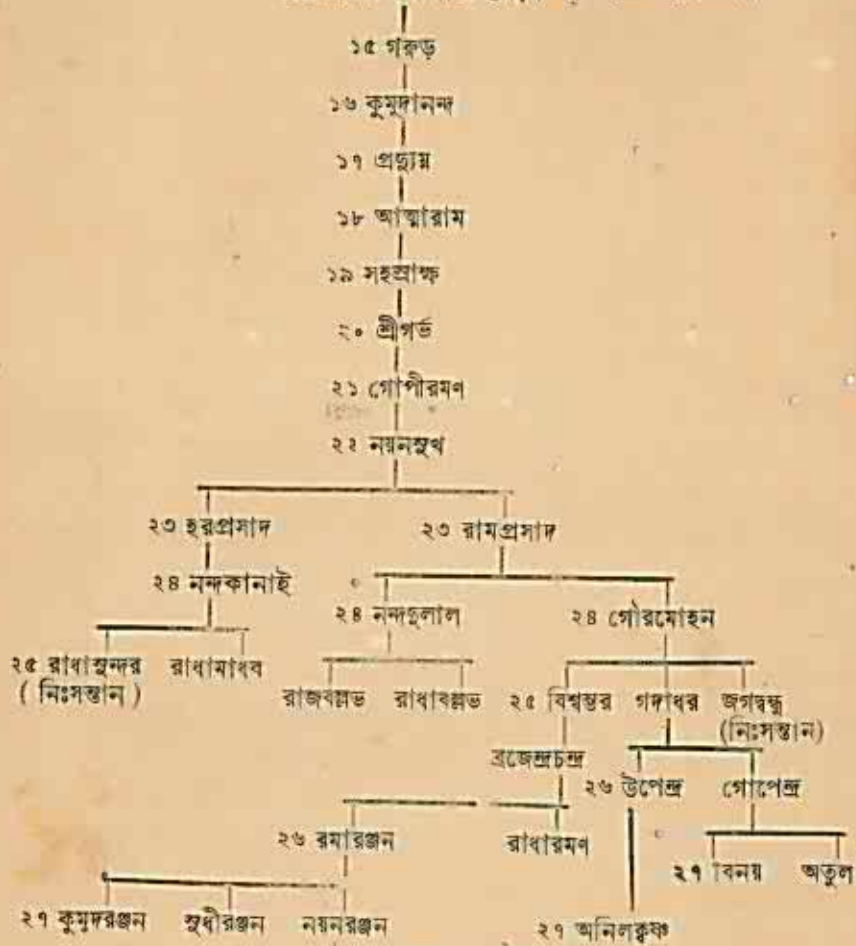 ১৫ গরুড়
১৬ কুমুদানন্দ
১৭ প্রদ্যুম্ন
১৮ আত্মারাম
১৯ সহস্রাক্ষ
২০ শ্রীগর্ভ
২১ গোপীরমণ
২২ নয়নসুখ
২৩ হরপ্রসাদ ২৩ রামপ্রসাদ
২৪ নন্দকানাই
২৪ নন্দদুলাল ২৪ গৌরমোহন
২৫ রাধাসুন্দর রাধামাধব
( নিঃসন্তান )
রাজবল্লভ রাধাবল্লভ ২৫ বিশ্বম্ভর গদাধর জগদ্বন্ধু
(নিঃসন্তান)
ব্রজেন্দ্রচন্দ্র
২৬ উপেন্দ্র গোপেন্দ্র
২৬ রমারঞ্জন রাধারমণ
২৭ বিনয় অতুল
২৭ কুমুদরঞ্জন সুধীরঞ্জন নয়নরঞ্জন ২৭ অনিলকৃষ্ণ